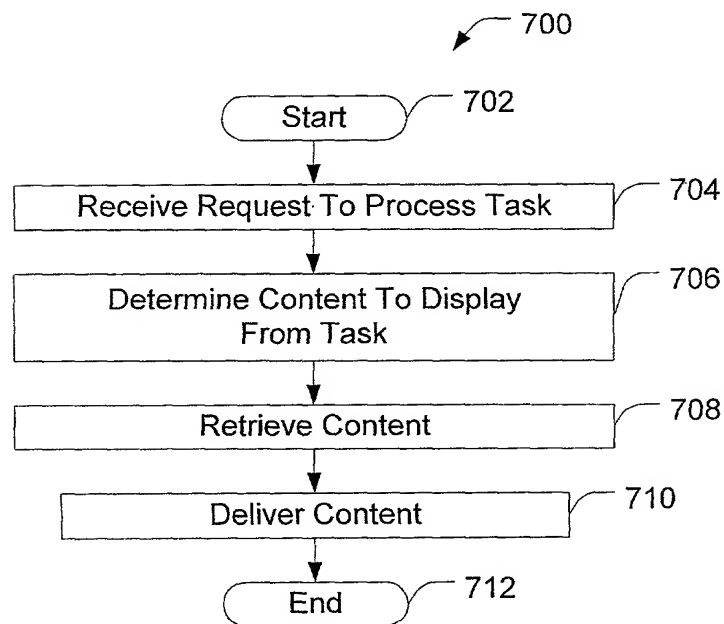 700
Start
702
Receive Request To Process Task
704
Determine Content To Display
From Task
706
Retrieve Content
708
Deliver Content
710
End
712